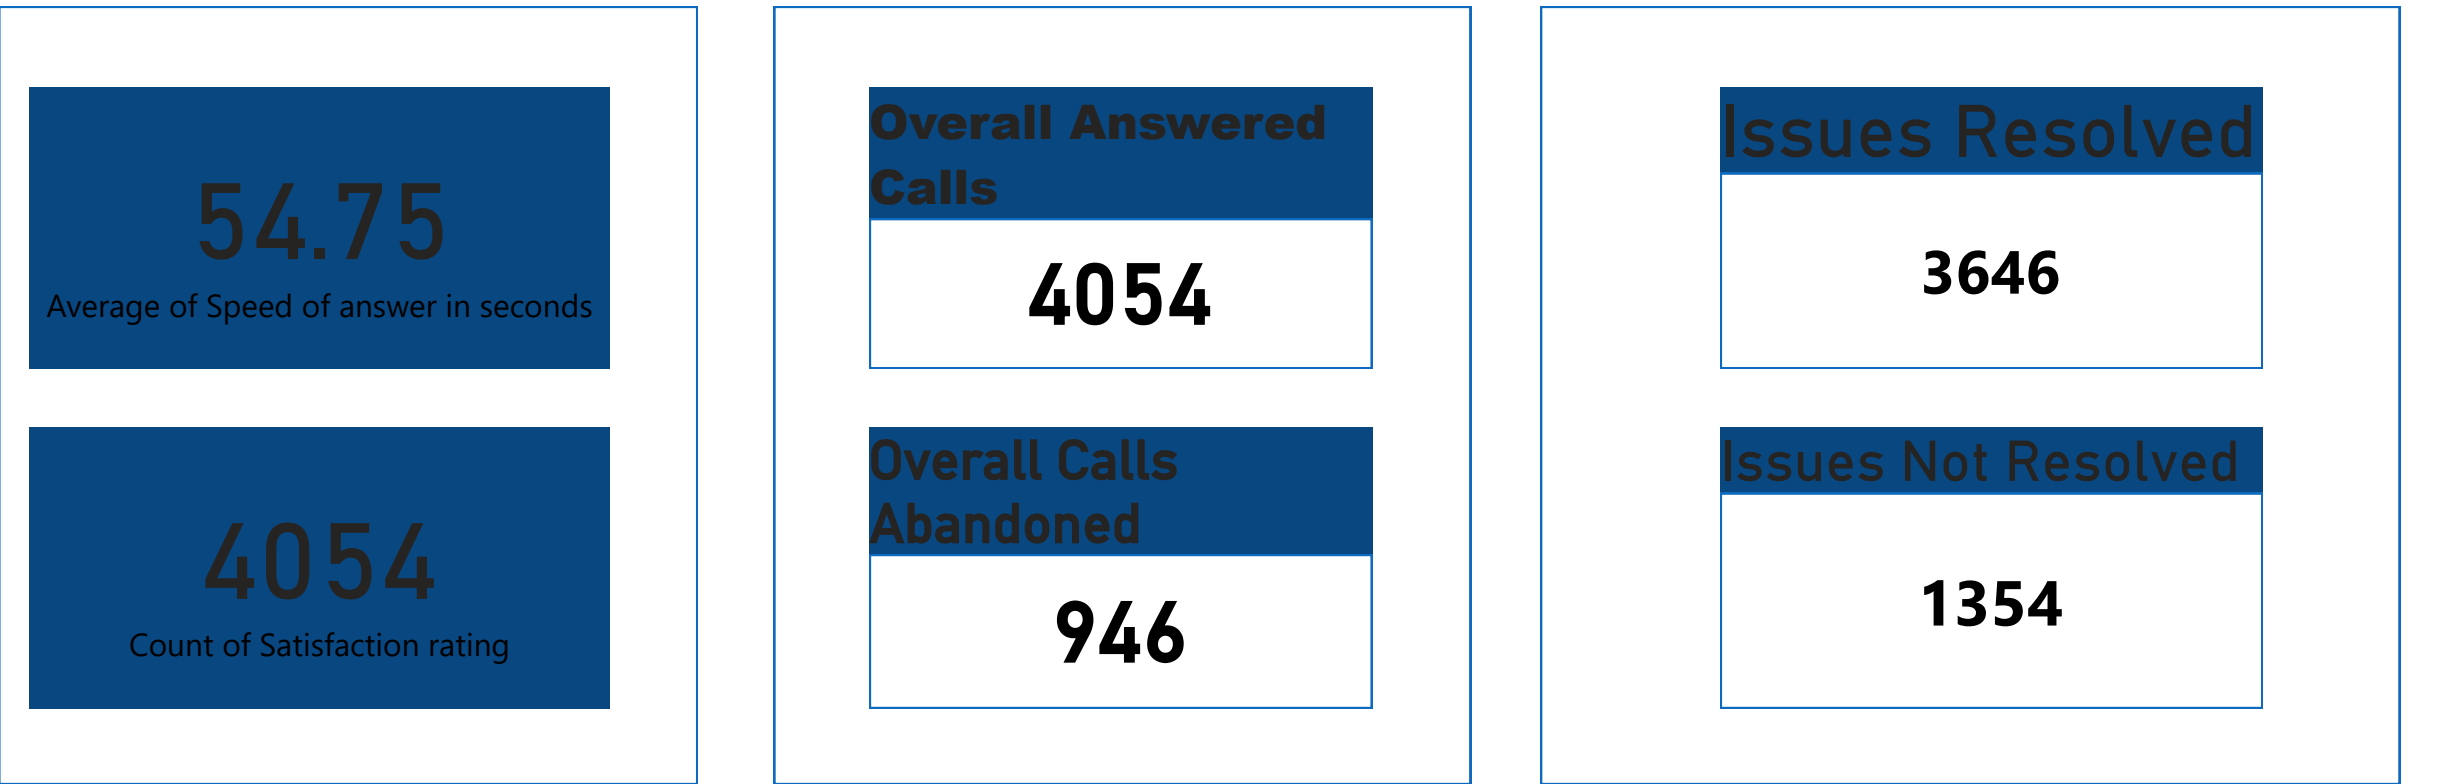 54.75
Average of Speed of answer in seconds
4054
Count of Satisfaction rating
Overall Answered
Calls
4054
Overall Calls
Abandoned
946
Issues Resolved
3646
Issues Not Resolved
1354